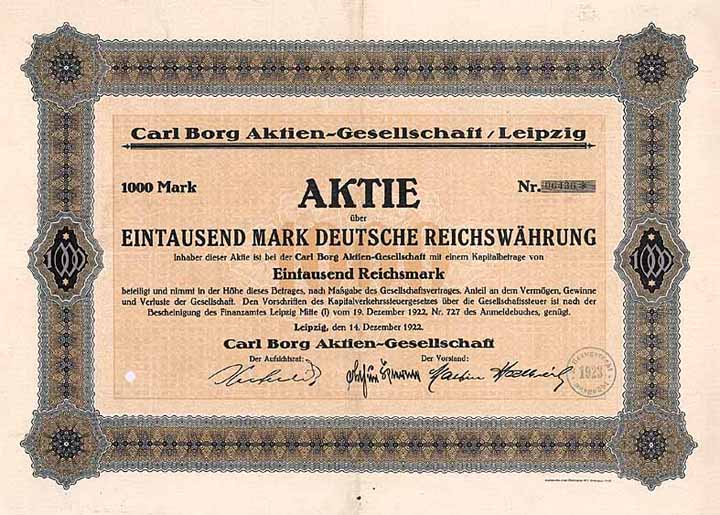 Carl Borg Aktien-Gesellschaft / Leipzig
1000 Mark
AKTIE
Nr. 06436 *
über
EINTAUSEND MARK DEUTSCHE REICHSWÄHRUNG
Inhaber dieser Aktie ist bei der Carl Borg Aktien-Gesellschaft mit einem Kapitalbetrage von
Eintausend Reichsmark
beteiligt und nimmt in der Höhe dieses Betrages, nach Maßgabe des Gesellschaftsvertrages, Anteil an dem Vermögen, Gewinne
und Verluste der Gesellschaft. Den Vorschriften des Kapitalverkehrssteuergesetzes über die Gesellschaftssteuer ist nach der
Bescheinigung des Finanzamtes Leipzig Mitte (I) vom 19. Dezember 1922, Nr. 727 des Anmeldebuches, genügt.
Leipzig, den 14. Dezember 1922.
Carl Borg Aktien-Gesellschaft
Der Aufsichtsrat:
Der Vorstand:
Bezugsrecht
1923
1000
1000